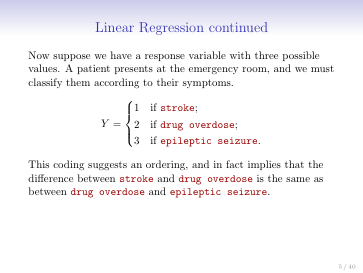 Linear Regression continued
Now suppose we have a response variable with three possible
values. A patient presents at the emergency room, and we must
classify them according to their symptoms.
Y = { 1 if stroke;
2 if drug overdose;
3 if epileptic seizure.
This coding suggests an ordering, and in fact implies that the
difference between stroke and drug overdose is the same as
between drug overdose and epileptic seizure.
5 / 40